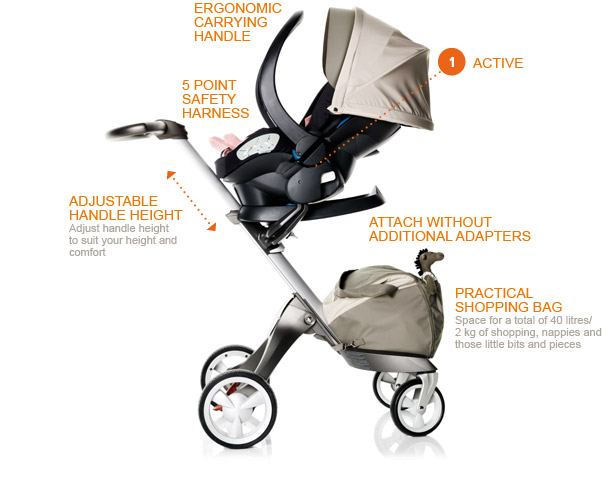 ERGONOMIC
CARRYING
HANDLE
1 ACTIVE
5 POINT
SAFETY
HARNESS
ADJUSTABLE
HANDLE HEIGHT
Adjust handle height
to suit your height and
comfort
ATTACH WITHOUT
ADDITIONAL ADAPTERS
PRACTICAL
SHOPPING BAG
Space for a total of 40 litres/
2 kg of shopping, nappies and
those little bits and pieces